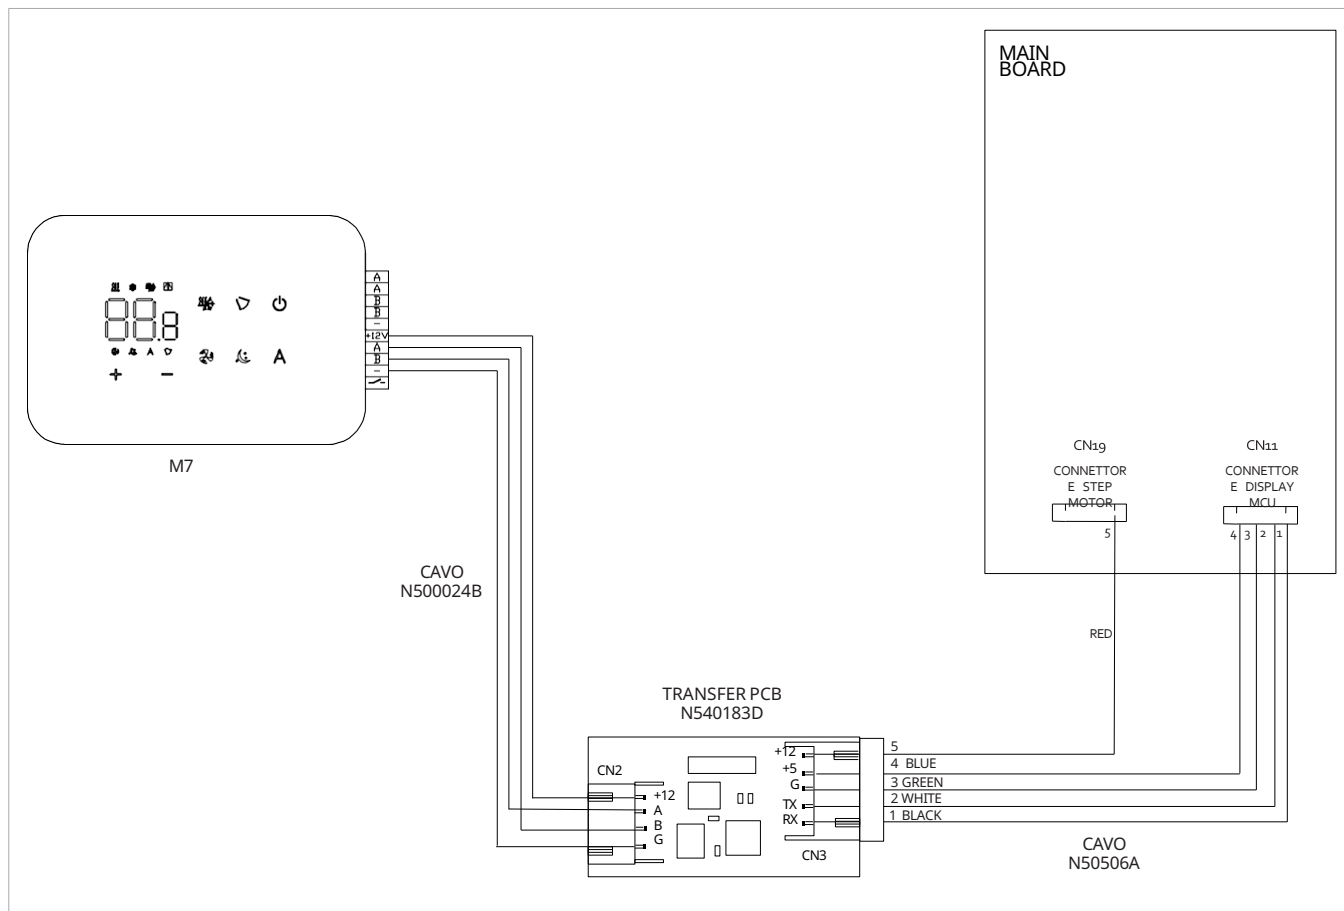 MAIN
BOARD
A
A
A
B
B
-
+12V
A
B
-
M7
CN19
CONNETTOR
E STEP
MOTOR
5
CN11
CONNETTOR
E DISPLAY
MCU
4 3 2 1
CAVO
N500024B
RED
TRANSFER PCB
N540183D
CN2
+12
A
B
G
+12
+5
G
TX
RX
CN3
5
4 BLUE
3 GREEN
2 WHITE
1 BLACK
CAVO
N50506A